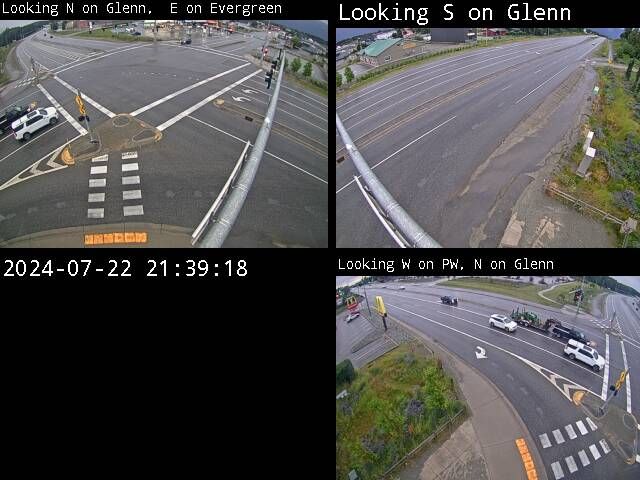 Looking N on Glenn,  E on Evergreen
Looking S on Glenn
2024-07-22 21:39:18
Looking W on PW, N on Glenn